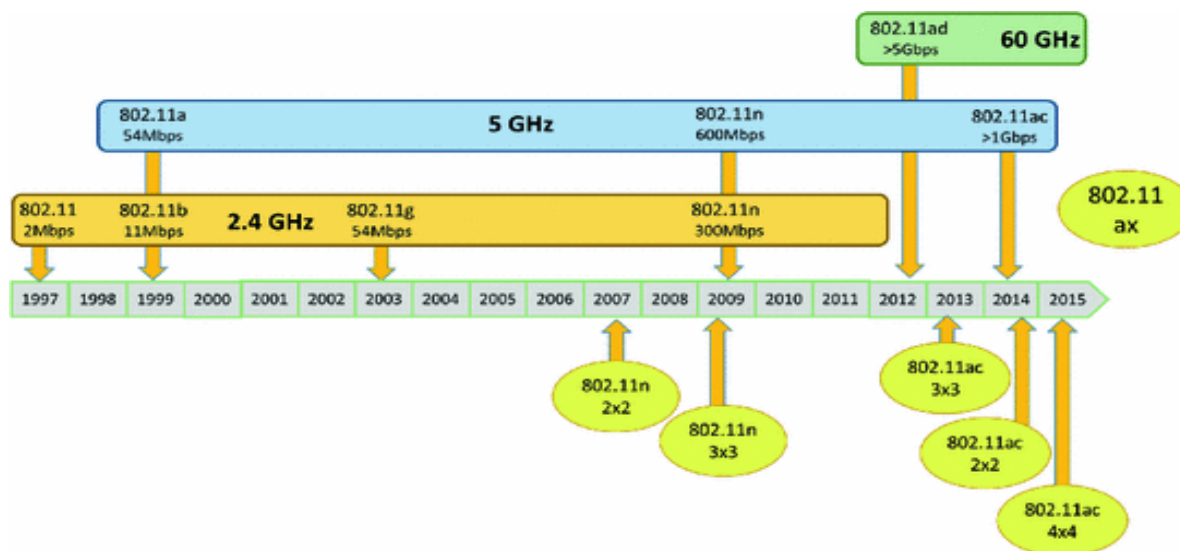 802.11ad
>5Gbps
60 GHz
802.11a
54Mbps
5 GHz
802.11n
600Mbps
802.11ac
>1Gbps
802.11
2Mbps
802.11b
11Mbps
2.4 GHz
802.11g
54Mbps
802.11n
300Mbps
802.11
ax
1997 1998 1999 2000 2001 2002 2003 2004 2005 2006 2007 2008 2009 2010 2011 2012 2013 2014 2015
802.11n
2x2
802.11n
3x3
802.11ac
3x3
802.11ac
2x2
802.11ac
4x4